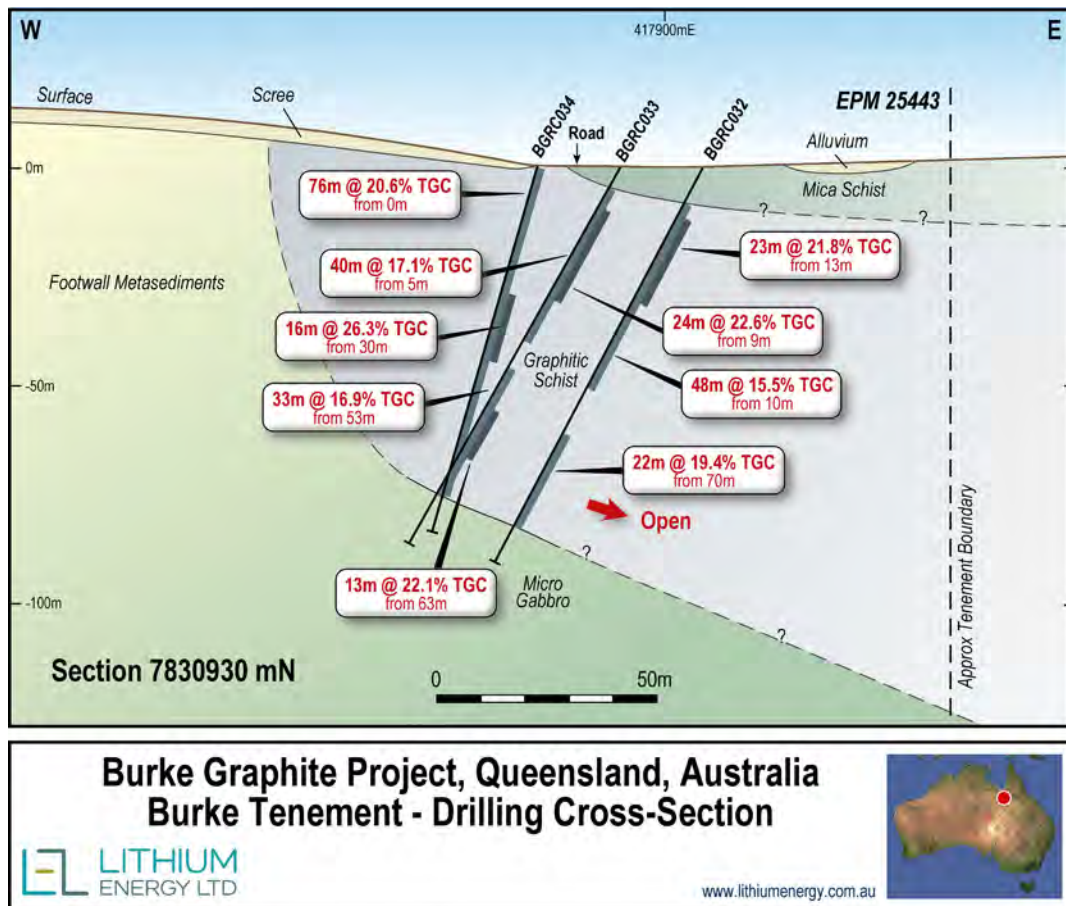 W
417900mE
E
Surface
Scree
EPM 25443
BGRC034
Road
BGRC033
BGRC032
Alluvium
0m
Mica Schist
?
?
76m @ 20.6% TGC
from 0m
23m @ 21.8% TGC
from 13m
40m @ 17.1% TGC
from 5m
Footwall Metasediments
16m @ 26.3% TGC
from 30m
24m @ 22.6% TGC
from 9m
Graphitic
Schist
-50m
33m @ 16.9% TGC
from 53m
48m @ 15.5% TGC
from 10m
22m @ 19.4% TGC
from 70m
Open
?
13m @ 22.1% TGC
from 63m
Micro
Gabbro
-100m
?
Approx Tenement Boundary
Section 7830930 mN
0
50m
Burke Graphite Project, Queensland, Australia
Burke Tenement - Drilling Cross-Section
LITHIUM
ENERGY LTD
www.lithiumenergy.com.au